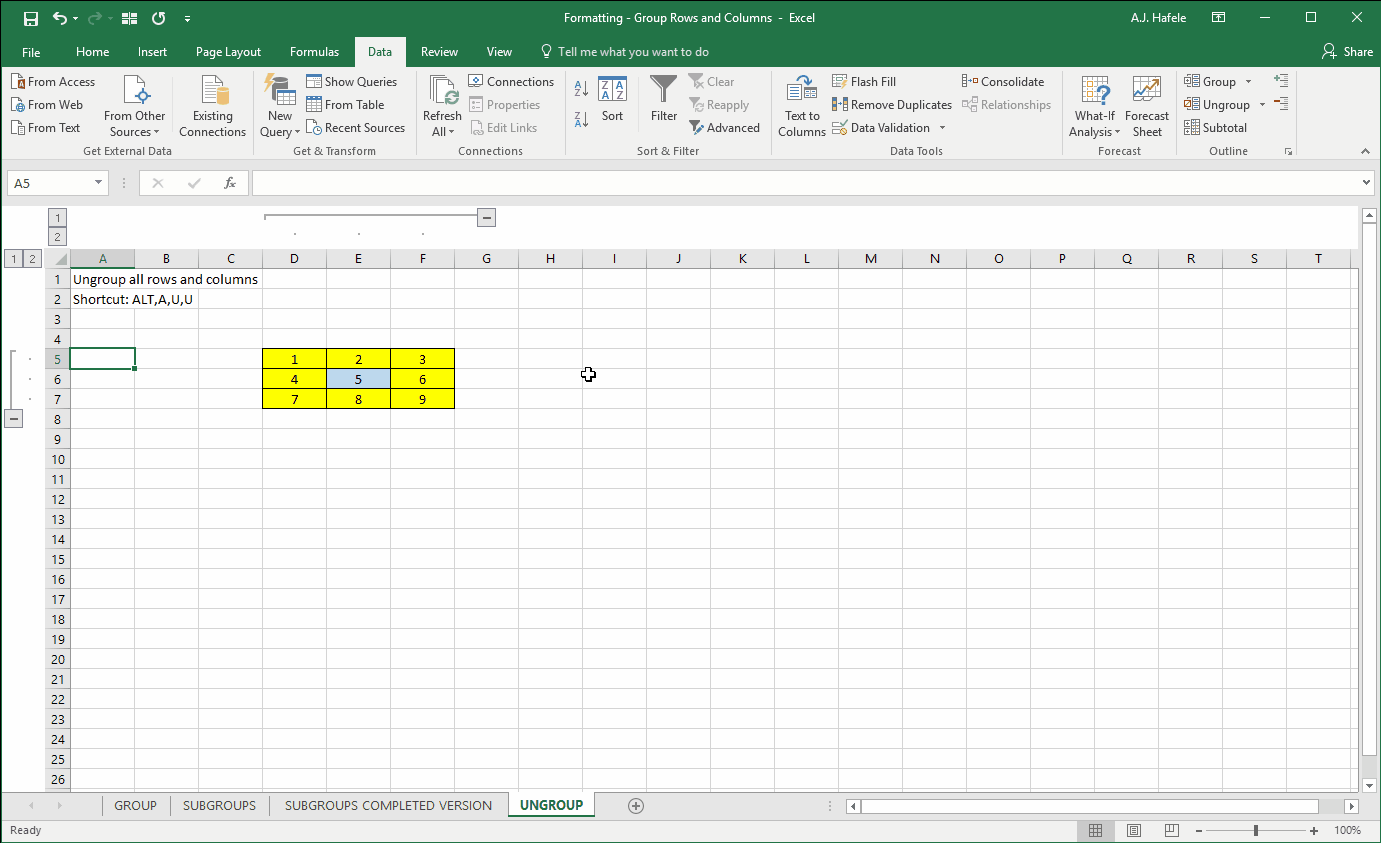 Formatting - Group Rows and Columns - Excel
A.J. Hafele
File Home Insert Page Layout Formulas Data Review View Tell me what you want to do Share
From Access
From Web
From Text
From Other Sources
Existing Connections
Get External Data
New Query
Show Queries
From Table
Recent Sources
Get & Transform
Refresh All
Connections
Properties
Edit Links
Connections
Sort
Filter
Clear
Reapply
Advanced
Sort & Filter
Text to Columns
Flash Fill
Remove Duplicates
Data Validation
Consolidate
Relationships
Data Tools
What-If Analysis
Forecast Sheet
Forecast
Group
Ungroup
Subtotal
Outline
A5
fx
1
2
1 2 A B C D E F G H I J K L M N O P Q R S T
1 Ungroup all rows and columns
2 Shortcut: ALT,A,U,U
3
4
5 1 2 3
6 4 5 6
7 7 8 9
8
9
10
11
12
13
14
15
16
17
18
19
20
21
22
23
24
25
26
GROUP SUBGROUPS SUBGROUPS COMPLETED VERSION UNGROUP
Ready
100%